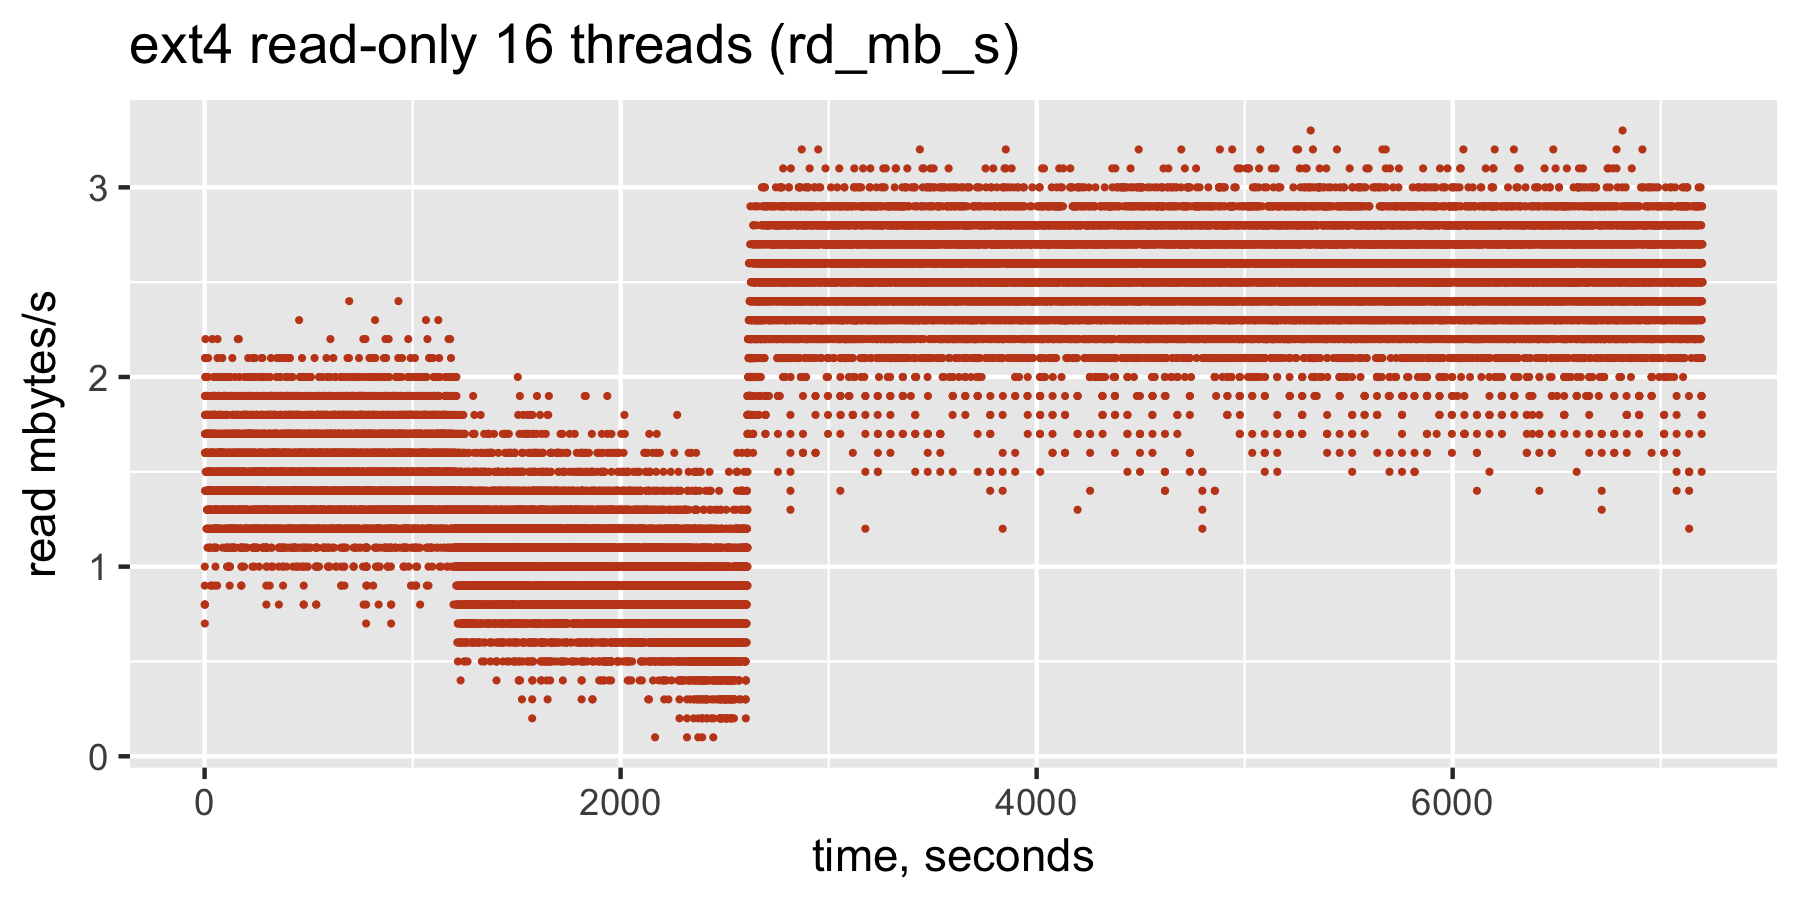 ext4 read-only 16 threads (rd_mb_s)
read mbytes/s
3
2
1
0
0 2000 4000 6000
time, seconds